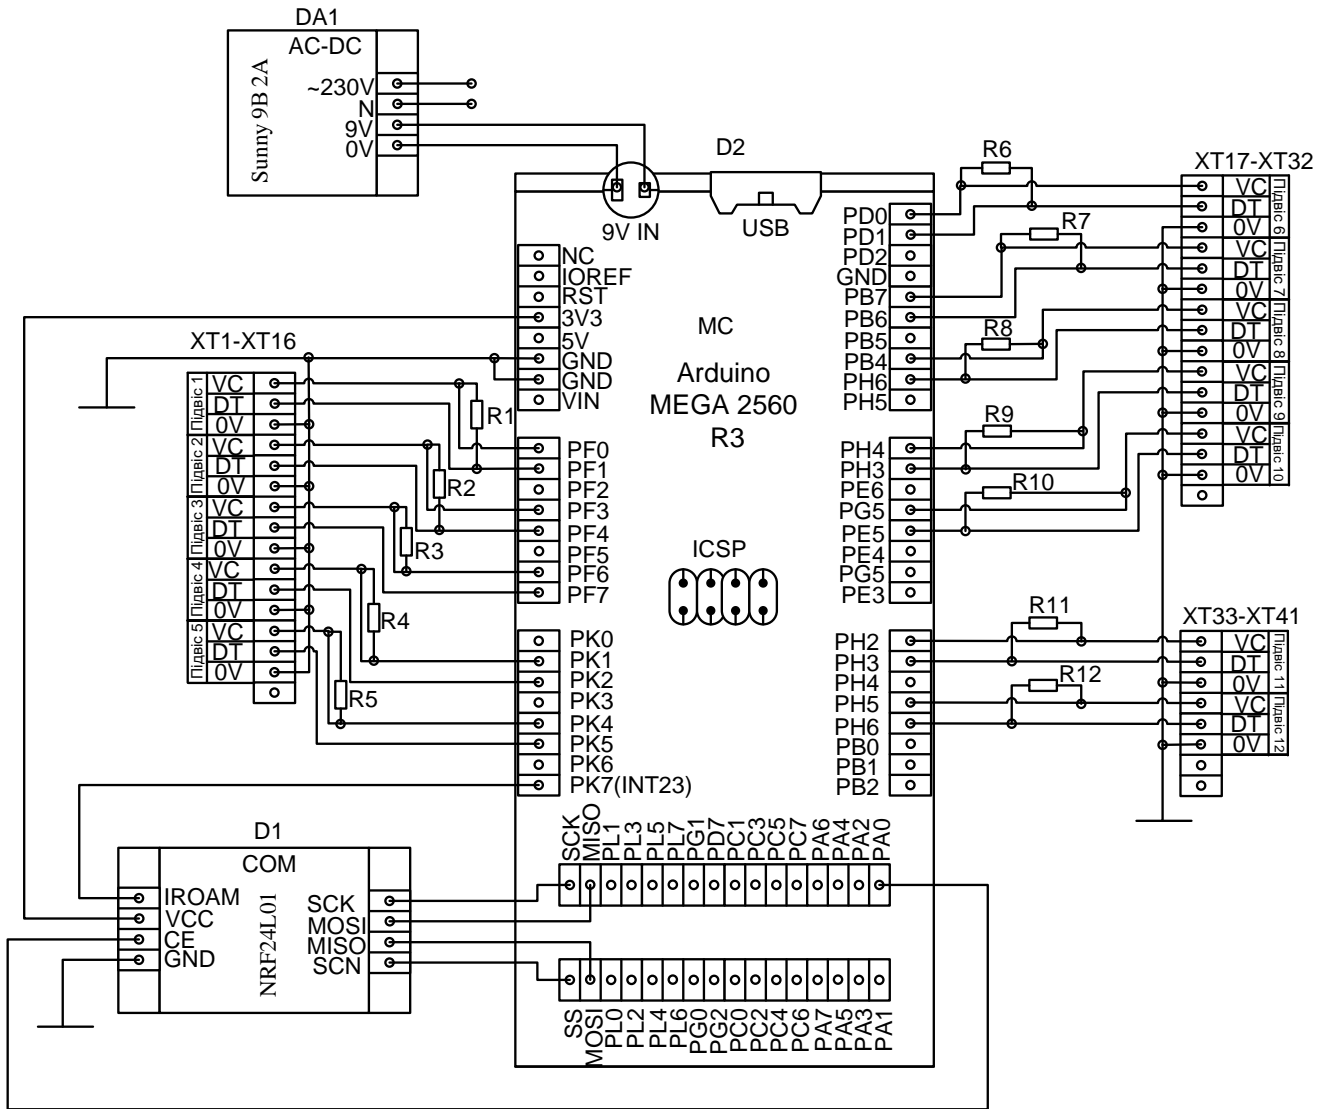 DA1
AC-DC
Sunny 9B 2A
~230V
N
9V
0V
D2
9V IN
USB
NC
IOREF
RST
3V3
5V
GND
GND
VIN
PF0
PF1
PF2
PF3
PF4
PF5
PF6
PF7
PK0
PK1
PK2
PK3
PK4
PK5
PK6
PK7(INT23)
MC
Arduino
MEGA 2560
R3
ICSP
PD0
PD1
PD2
GND
PB7
PB6
PB5
PB4
PH6
PH5
PH4
PH3
PE6
PG5
PE5
PE4
PG5
PE3
PH2
PH3
PH4
PH5
PH6
PB0
PB1
PB2
XT1-XT16
Підвіс 1
VC
DT
0V
Підвіс 2
VC
DT
0V
Підвіс 3
VC
DT
0V
Підвіс 4
VC
DT
0V
Підвіс 5
VC
DT
0V
R1
R2
R3
R4
R5
R6
R7
R8
R9
R10
R11
R12
XT17-XT32
VC
DT
0V
Підвіс 6
VC
DT
0V
Підвіс 7
VC
DT
0V
Підвіс 8
VC
DT
0V
Підвіс 9
VC
DT
0V
Підвіс 10
XT33-XT41
VC
DT
0V
Підвіс 11
VC
DT
0V
Підвіс 12
D1
COM
NRF24L01
IROAM
VCC
CE
GND
SCK
MOSI
MISO
SCN
SCK
MISO
PL1
PL3
PL5
PL7
PG1
PD7
PC1
PC3
PC5
PC7
PA6
PA4
PA2
PA0
SS
MOSI
PL0
PL2
PL4
PL6
PG0
PG2
PC0
PC2
PC4
PC6
PA7
PA5
PA3
PA1